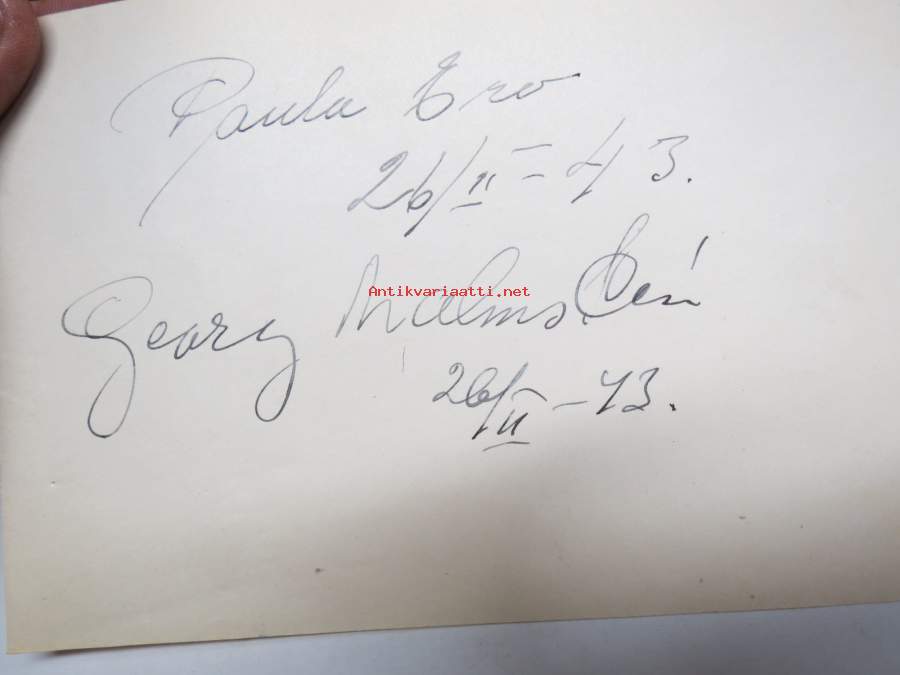 Paula Ero
26/II - 43.
Georg Malmstén
Antikvariaatti.net
26/II - 43.